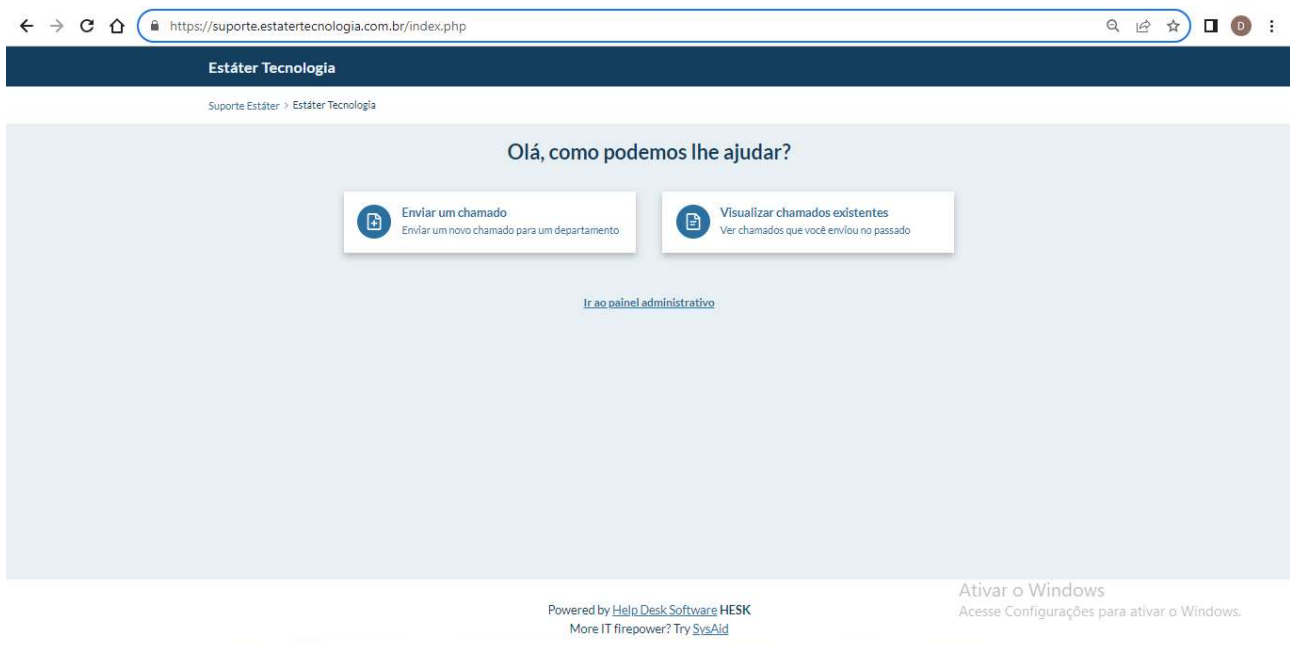 https://suporte.estatertecnologia.com.br/index.php
D
Estáter Tecnologia
Suporte Estáter > Estáter Tecnologia
Olá, como podemos lhe ajudar?
Enviar um chamado
Enviar um novo chamado para um departamento
Visualizar chamados existentes
Ver chamados que você enviou no passado
Ir ao painel administrativo
Ativar o Windows
Acesse Configurações para ativar o Windows.
Powered by Help Desk Software HESK
More IT firepower? Try SysAid